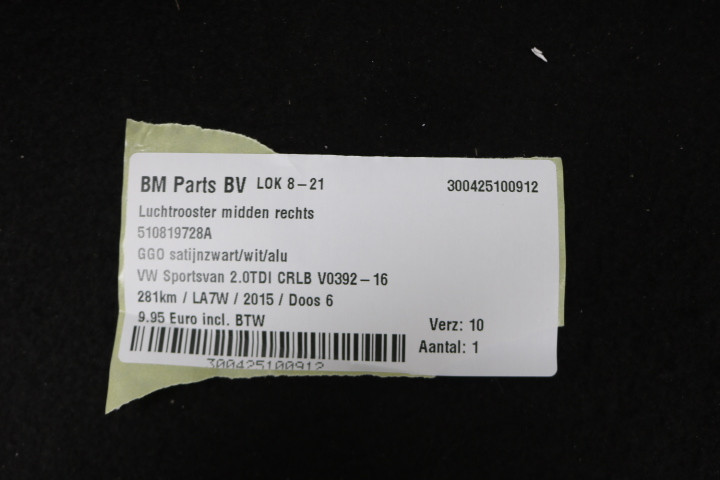 BM Parts BV LOK 8-21 300425100912
Luchtrooster midden rechts
510819728A
GGO satijnzwart/wit/alu
VW Sportsvan 2.0TDI CRLB V0392-16
281km / LA7W / 2015 / Doos 6
9.95 Euro incl. BTW Verz: 10
Aantal: 1
300425100912